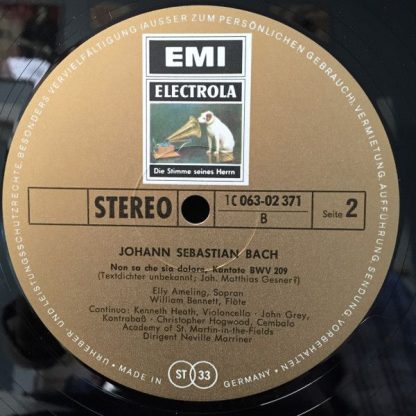 BESONDERS VERVIELFÄLTIGUNG (AUSSER ZUM PERSÖNLICHEN GEBRAUCH), VERMIETUNG, AUFFÜHRUNG, SENDUNG, VORBEHALTEN
EMI
ELECTROLA
Die Stimme seines Herrn
STEREO
1C 063-02 371
B
Seite 2
JOHANN SEBASTIAN BACH
Non sa che sia dolore, Kantate BWV 209
(Textdichter unbekannt; Joh. Matthias Gesner?)
Elly Ameling, Sopran
William Bennett, Flöte
Continuo: Kenneth Heath, Violoncello · John Grey,
Kontrabaß · Christopher Hogwood, Cembalo
Academy of St. Martin-in-the-Fields
Dirigent Neville Marriner
URHEBER- UND LEISTUNGSSCHUTZRECHTE,
MADE IN
ST 33
GERMANY